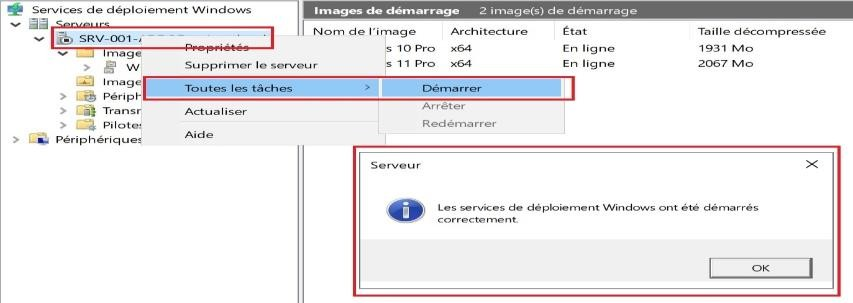 Services de déploiement Windows
Serveurs
SRV-001-
Image
W
Image
Périph
Transm
Pilotes
Périphériques
Propriétés
Supprimer le serveur
Toutes les tâches >
Actualiser
Aide
Démarrer
Arrêter
Redémarrer
Images de démarrage 2 image(s) de démarrage
Nom de l'image Architecture État Taille décompressée
s 10 Pro x64 En ligne 1931 Mo
s 11 Pro x64 En ligne 2067 Mo
Serveur
Les services de déploiement Windows ont été démarrés
correctement.
OK